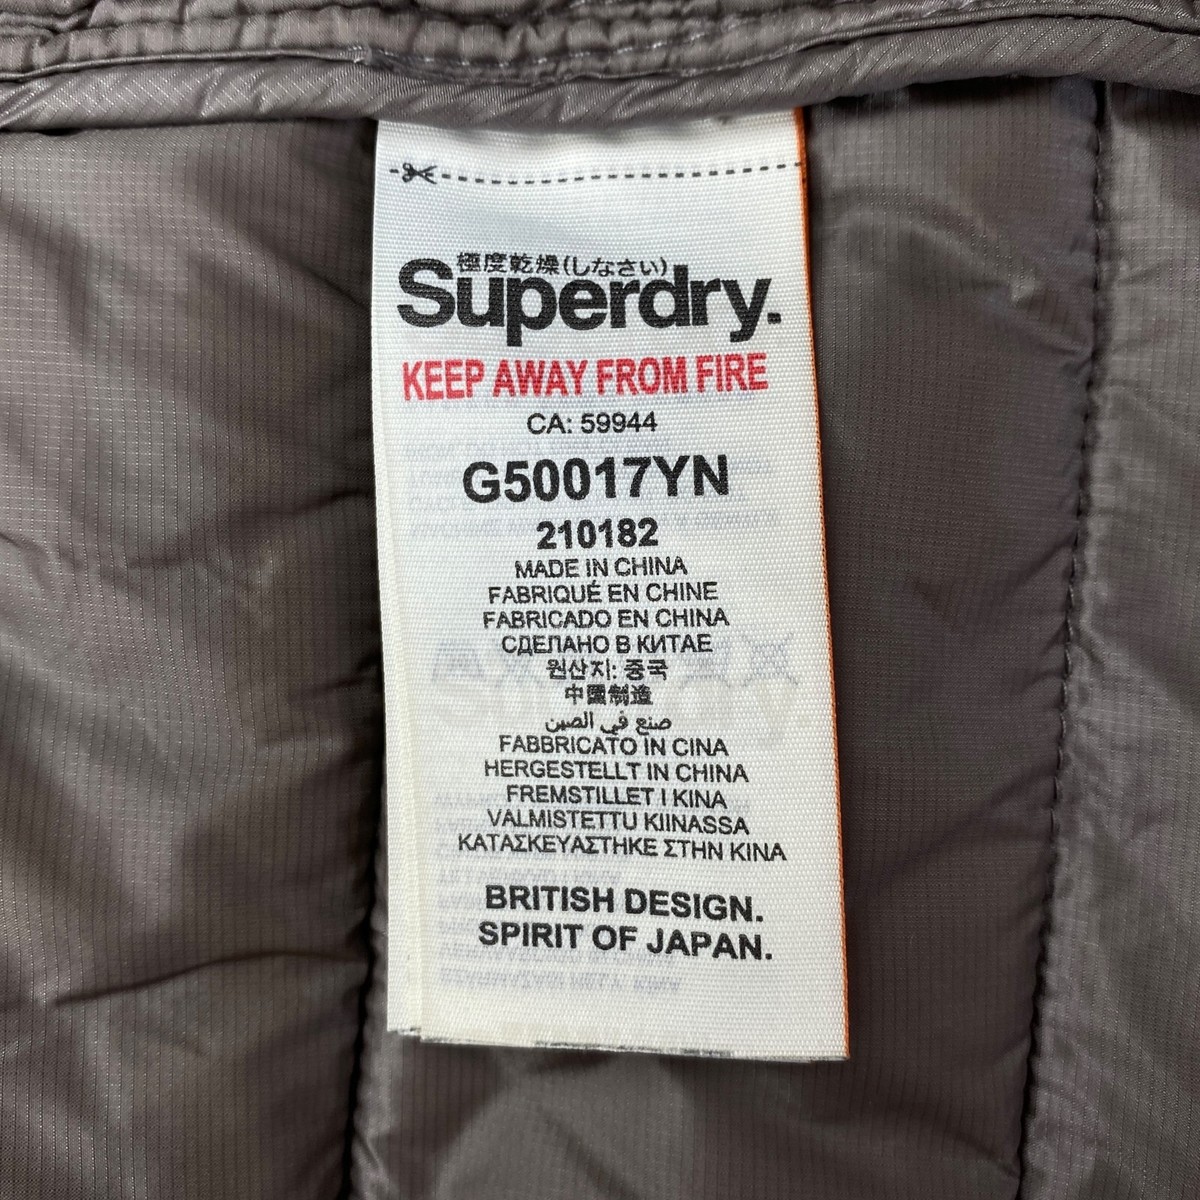 極度乾燥(しなさい)
Superdry.
KEEP AWAY FROM FIRE
CA: 59944
G50017YN
210182
MADE IN CHINA
FABRIQUÉ EN CHINE
FABRICADO EN CHINA
СДЕЛАНО В КИТАЕ
원산지: 중국
中国制造
صنع في الصين
FABBRICATO IN CINA
HERGESTELLT IN CHINA
FREMSTILLET I KINA
VALMISTETTU KIINASSA
ΚΑΤΑΣΚΕΥΑΣΤΗΚΕ ΣΤΗΝ ΚΙΝΑ
BRITISH DESIGN.
SPIRIT OF JAPAN.